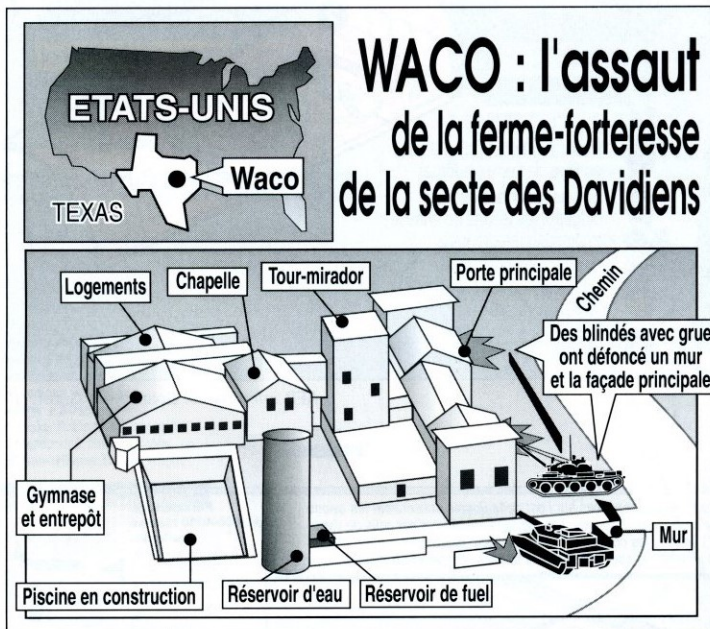 WACO : l'assaut
de la ferme-forteresse
de la secte des Davidiens
ETATS-UNIS
Waco
TEXAS
Logements
Chapelle
Tour-mirador
Porte principale
Chemin
Des blindés avec grue
ont défoncé un mur
et la façade principale
Gymnase
et entrepôt
Piscine en construction
Réservoir d'eau
Réservoir de fuel
Mur